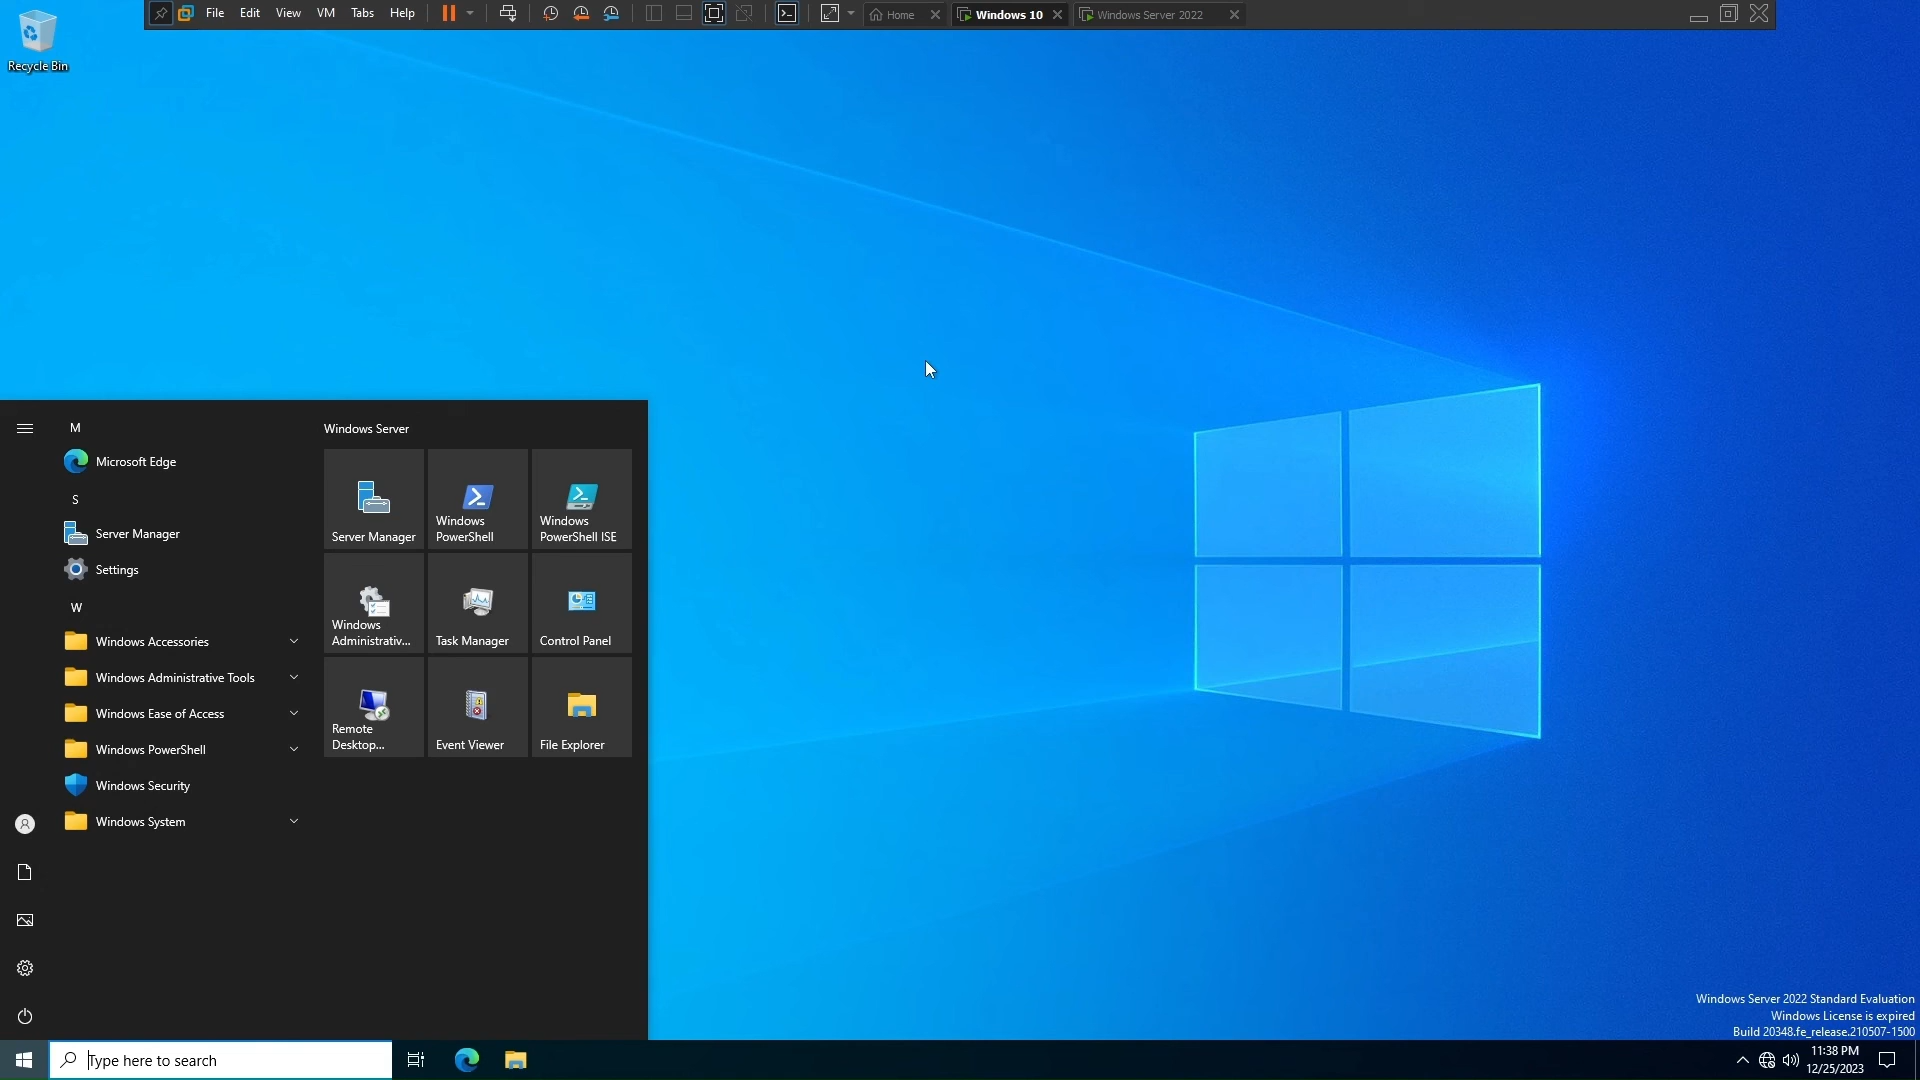 File Edit View VM Tabs Help
Home
Windows 10
Windows Server 2022
Recycle Bin
M
Microsoft Edge
S
Server Manager
Settings
W
Windows Accessories
Windows Administrative Tools
Windows Ease of Access
Windows PowerShell
Windows Security
Windows System
Windows Server
Server Manager
Windows
PowerShell
Windows
PowerShell ISE
Windows
Administrativ...
Task Manager
Control Panel
Remote
Desktop...
Event Viewer
File Explorer
Windows Server 2022 Standard Evaluation
Windows License is expired
Build 20348.fe_release.210507-1500
Type here to search
11:38 PM
12/25/2023